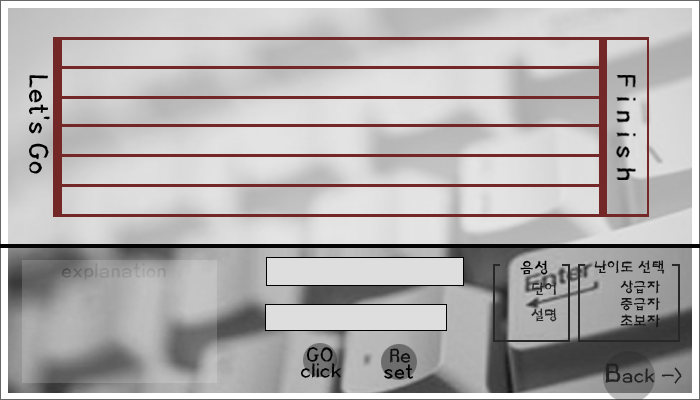 Let's Go
Finish
explanation
음성
단어
설명
Enter
난이도 선택
상급자
중급자
초보자
GO
click
Re
set
Back ->